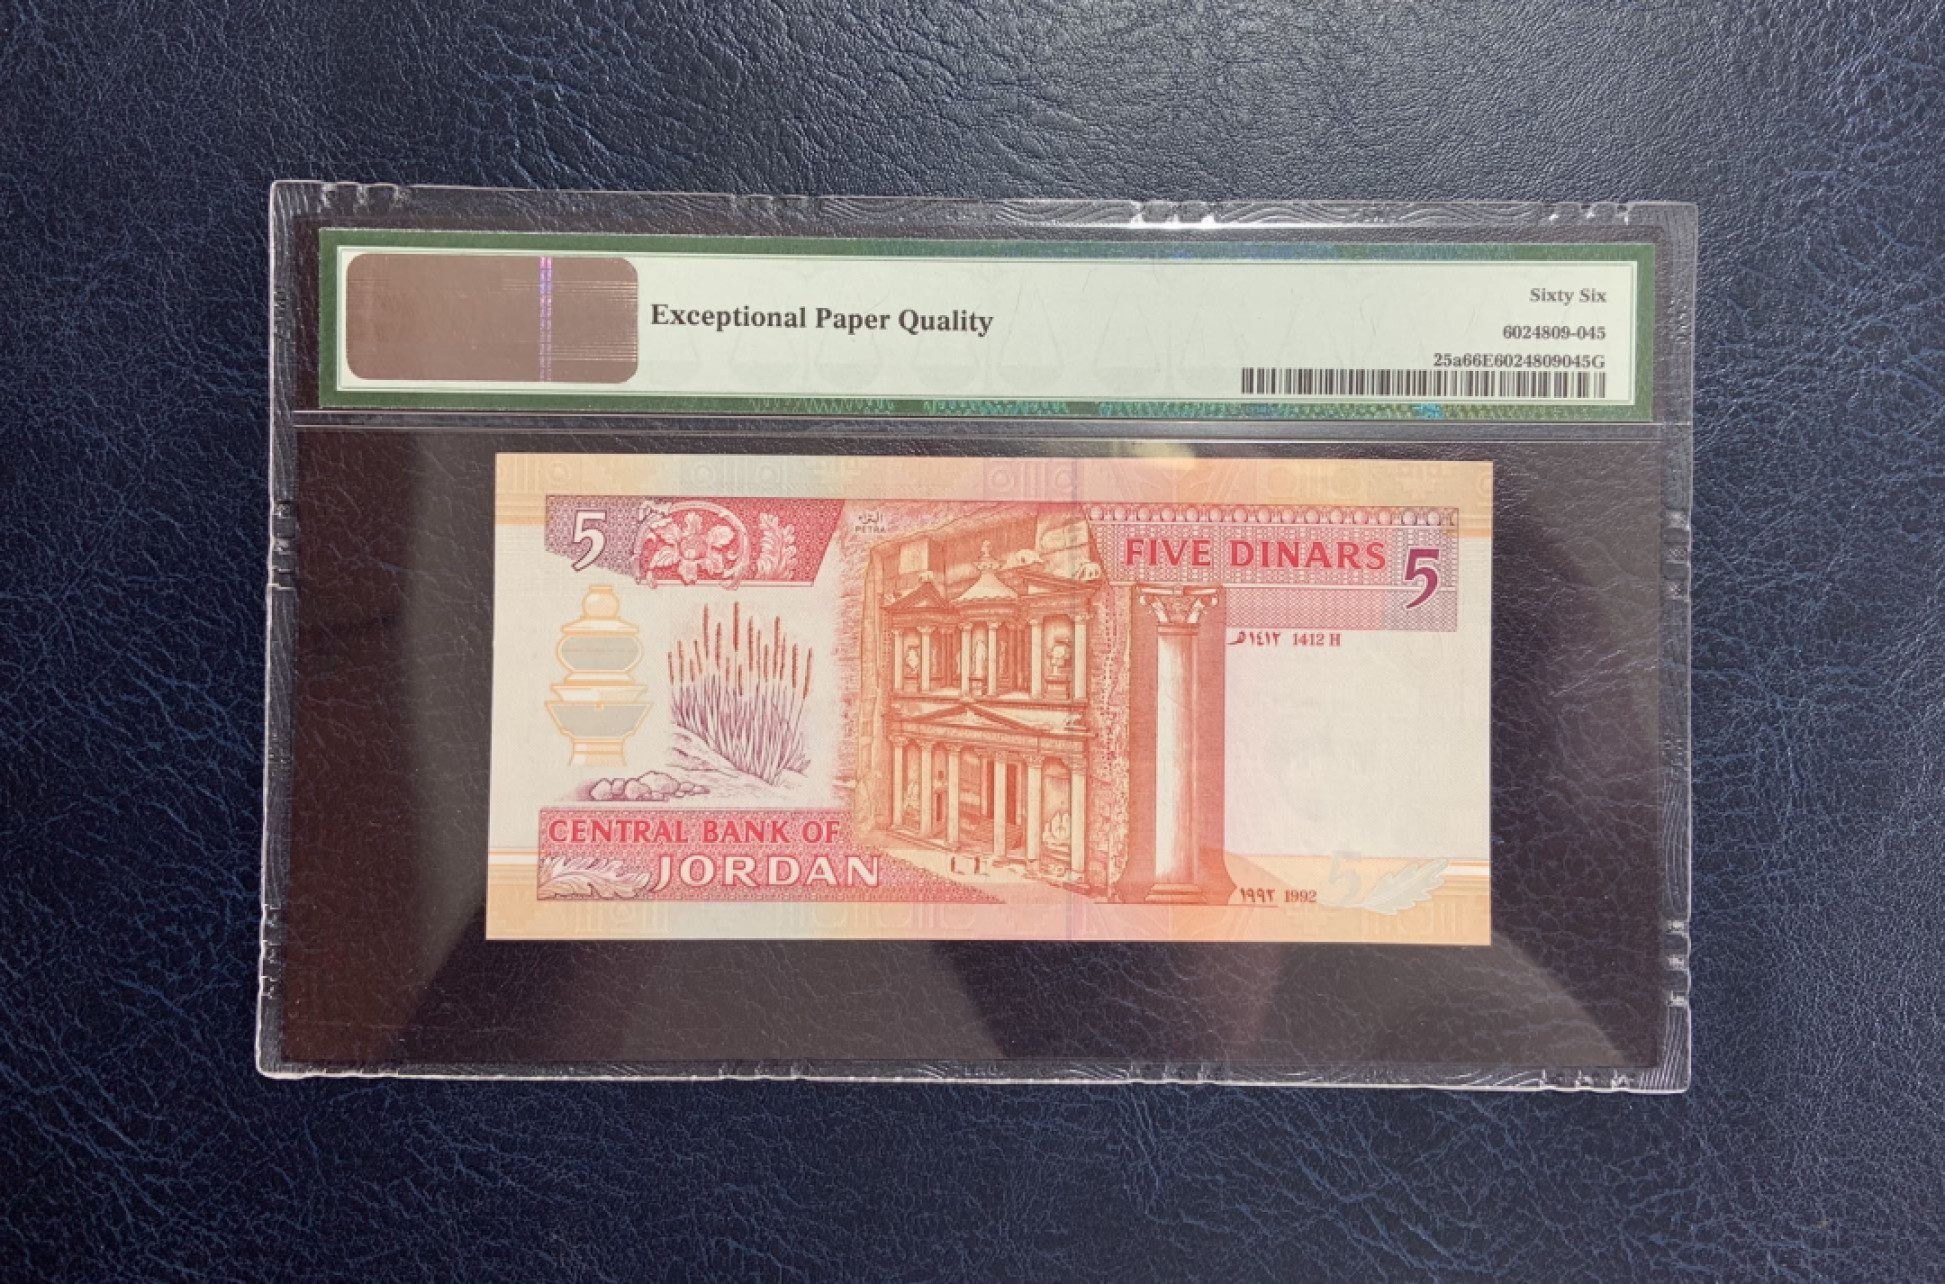 Exceptional Paper Quality
Sixty Six
6024809-045
25a66E6024809045G
5
البتراء
PETRA
FIVE DINARS 5
١٤١٢هـ 1412 H
CENTRAL BANK OF
JORDAN
١٩٩٢ 1992
5